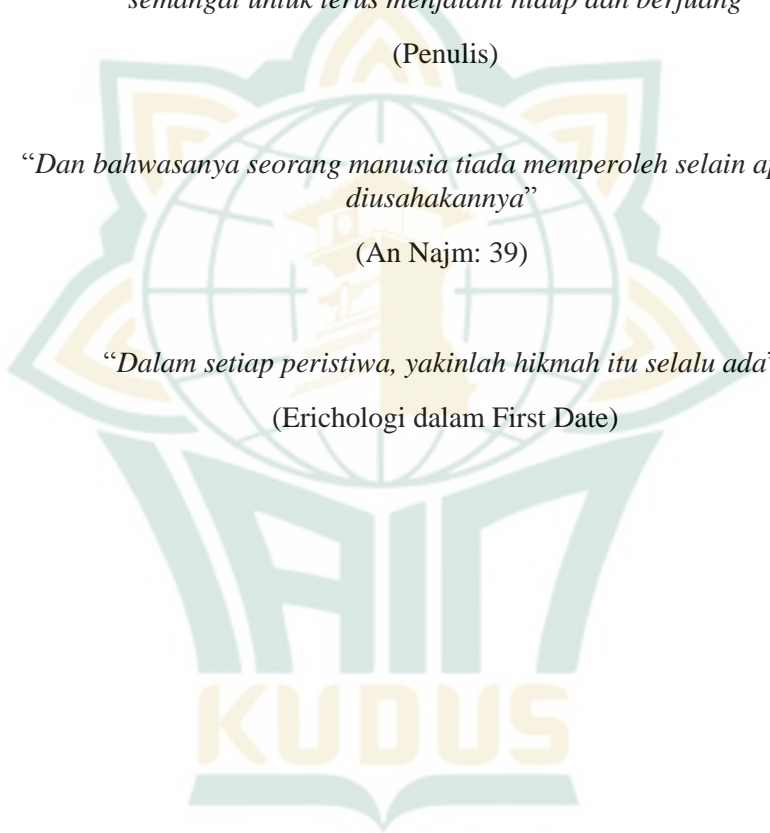 semangat untuk terus menjalani hidup dan berjuang
(Penulis)
“Dan bahwasanya seorang manusia tiada memperoleh selain
diusahakannya”
(An Najm: 39)
“Dalam setiap peristiwa, yakinlah hikmah itu selalu ada”
(Erichologi dalam First Date)
IAIN
KUDUS